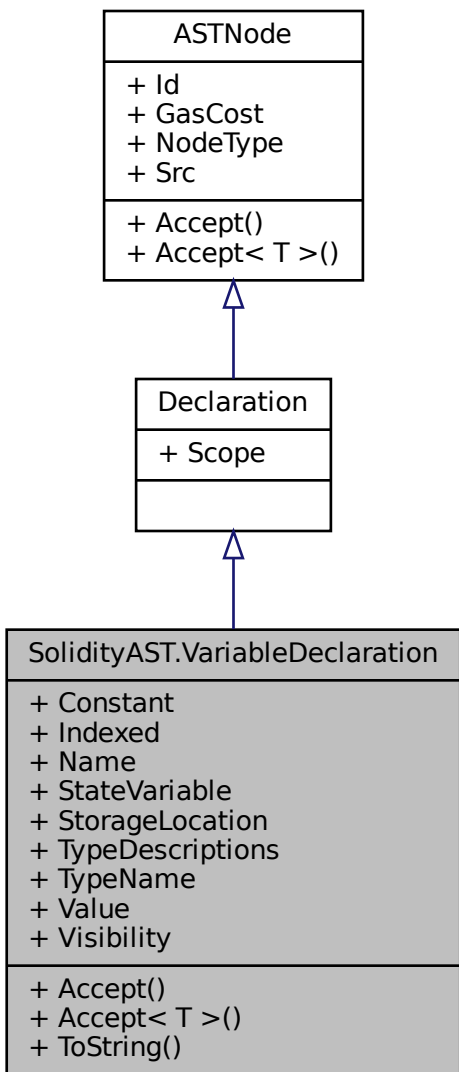 ASTNode
+ Id
+ GasCost
+ NodeType
+ Src
+ Accept()
+ Accept< T >()
Declaration
+ Scope
SolidityAST.VariableDeclaration
+ Constant
+ Indexed
+ Name
+ StateVariable
+ StorageLocation
+ TypeDescriptions
+ TypeName
+ Value
+ Visibility
+ Accept()
+ Accept< T >()
+ ToString()